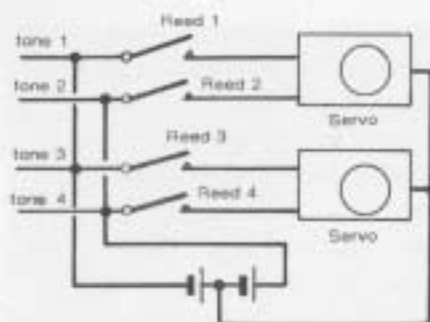 tone 1
Reed 1
tone 2
Reed 2
Servo
tone 3
Reed 3
tone 4
Reed 4
Servo